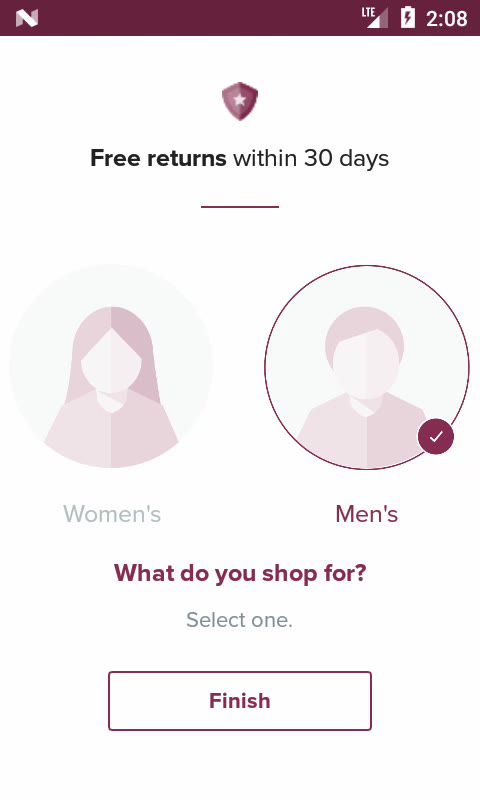 LTE 2:08
Free returns within 30 days
Women's Men's
What do you shop for?
Select one.
Finish